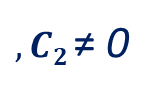 , C₂ ≠ 0